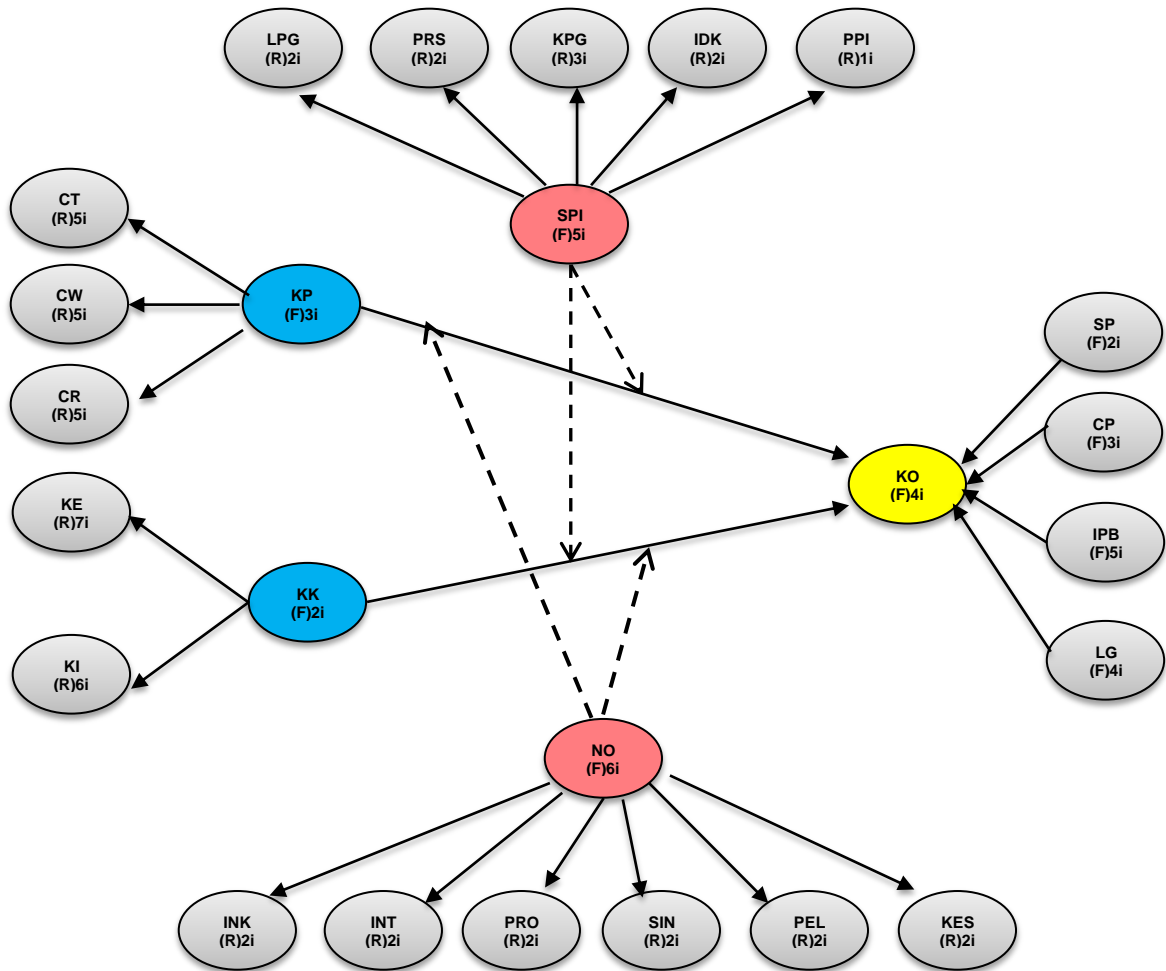 LPG
(R)2i
PRS
(R)2i
KPG
(R)3i
IDK
(R)2i
PPI
(R)1i
CT
(R)5i
SPI
(F)5i
CW
(R)5i
KP
(F)3i
SP
(F)2i
CR
(R)5i
CP
(F)3i
KO
(F)4i
KE
(R)7i
IPB
(F)5i
KK
(F)2i
KI
(R)6i
LG
(F)4i
NO
(F)6i
INK
(R)2i
INT
(R)2i
PRO
(R)2i
SIN
(R)2i
PEL
(R)2i
KES
(R)2i